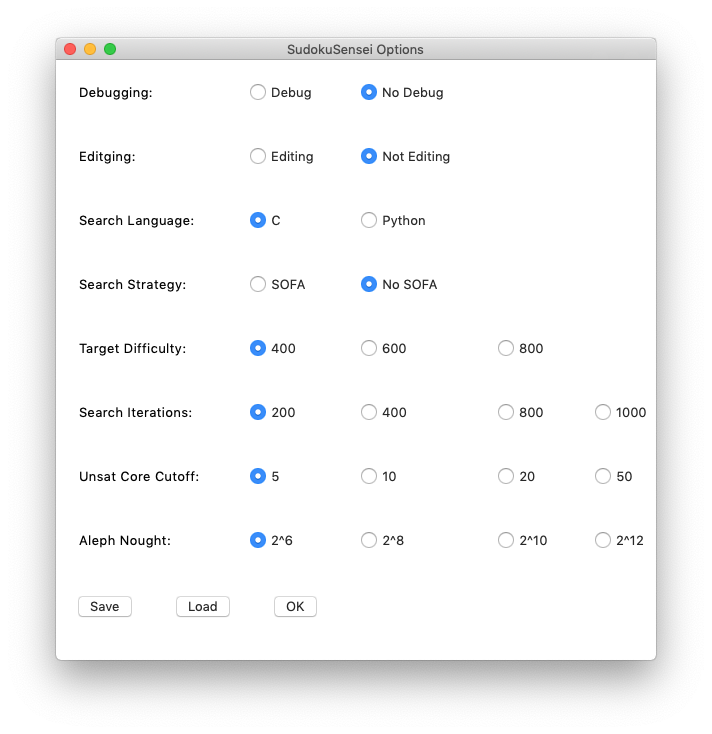 SudokuSensei Options
Debugging: Debug No Debug
Editging: Editing Not Editing
Search Language: C Python
Search Strategy: SOFA No SOFA
Target Difficulty: 400 600 800
Search Iterations: 200 400 800 1000
Unsat Core Cutoff: 5 10 20 50
Aleph Nought: 2^6 2^8 2^10 2^12
Save Load OK